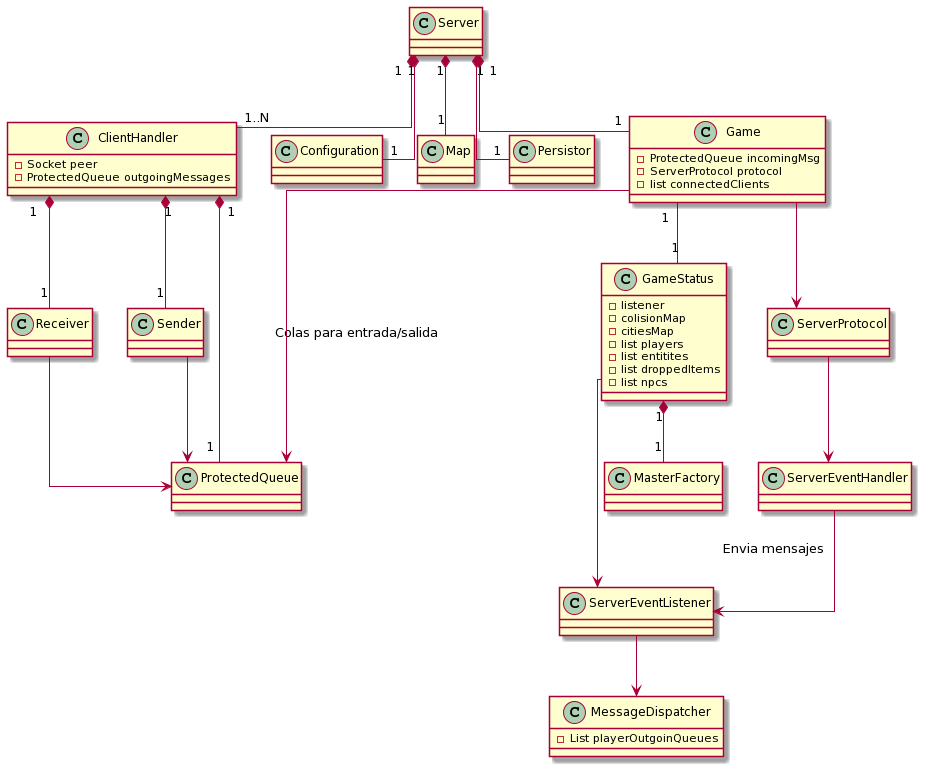 C Server
1
1
1
1
1
1..N
1
1
C ClientHandler
Socket peer
ProtectedQueue outgoingMessages
C Configuration
1
C Map
1
C Persistor
C Game
ProtectedQueue incomingMsg
ServerProtocol protocol
list connectedClients
1
1
1
1
1
C GameStatus
listener
colisionMap
citiesMap
list players
list entitites
list droppedItems
list npcs
1
1
C Receiver
C Sender
C ServerProtocol
Colas para entrada/salida
1
1
1
C ProtectedQueue
C MasterFactory
C ServerEventHandler
Envia mensajes
C ServerEventListener
C MessageDispatcher
List playerOutgoinQueues